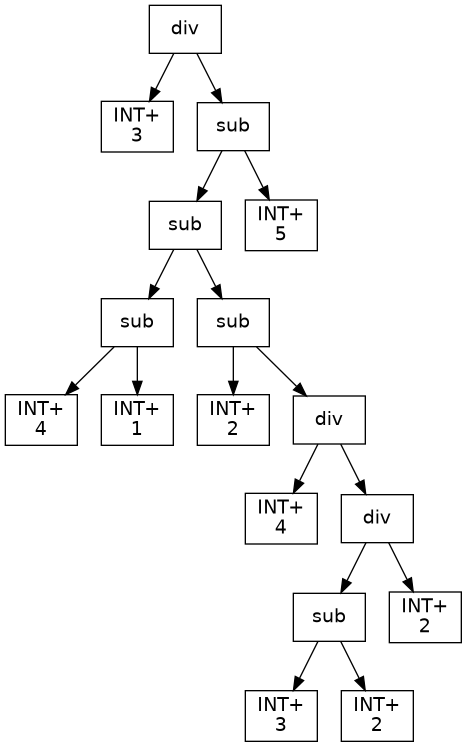 div
INT+
3
sub
sub
INT+
5
sub
sub
INT+
4
INT+
1
INT+
2
div
INT+
4
div
sub
INT+
2
INT+
3
INT+
2